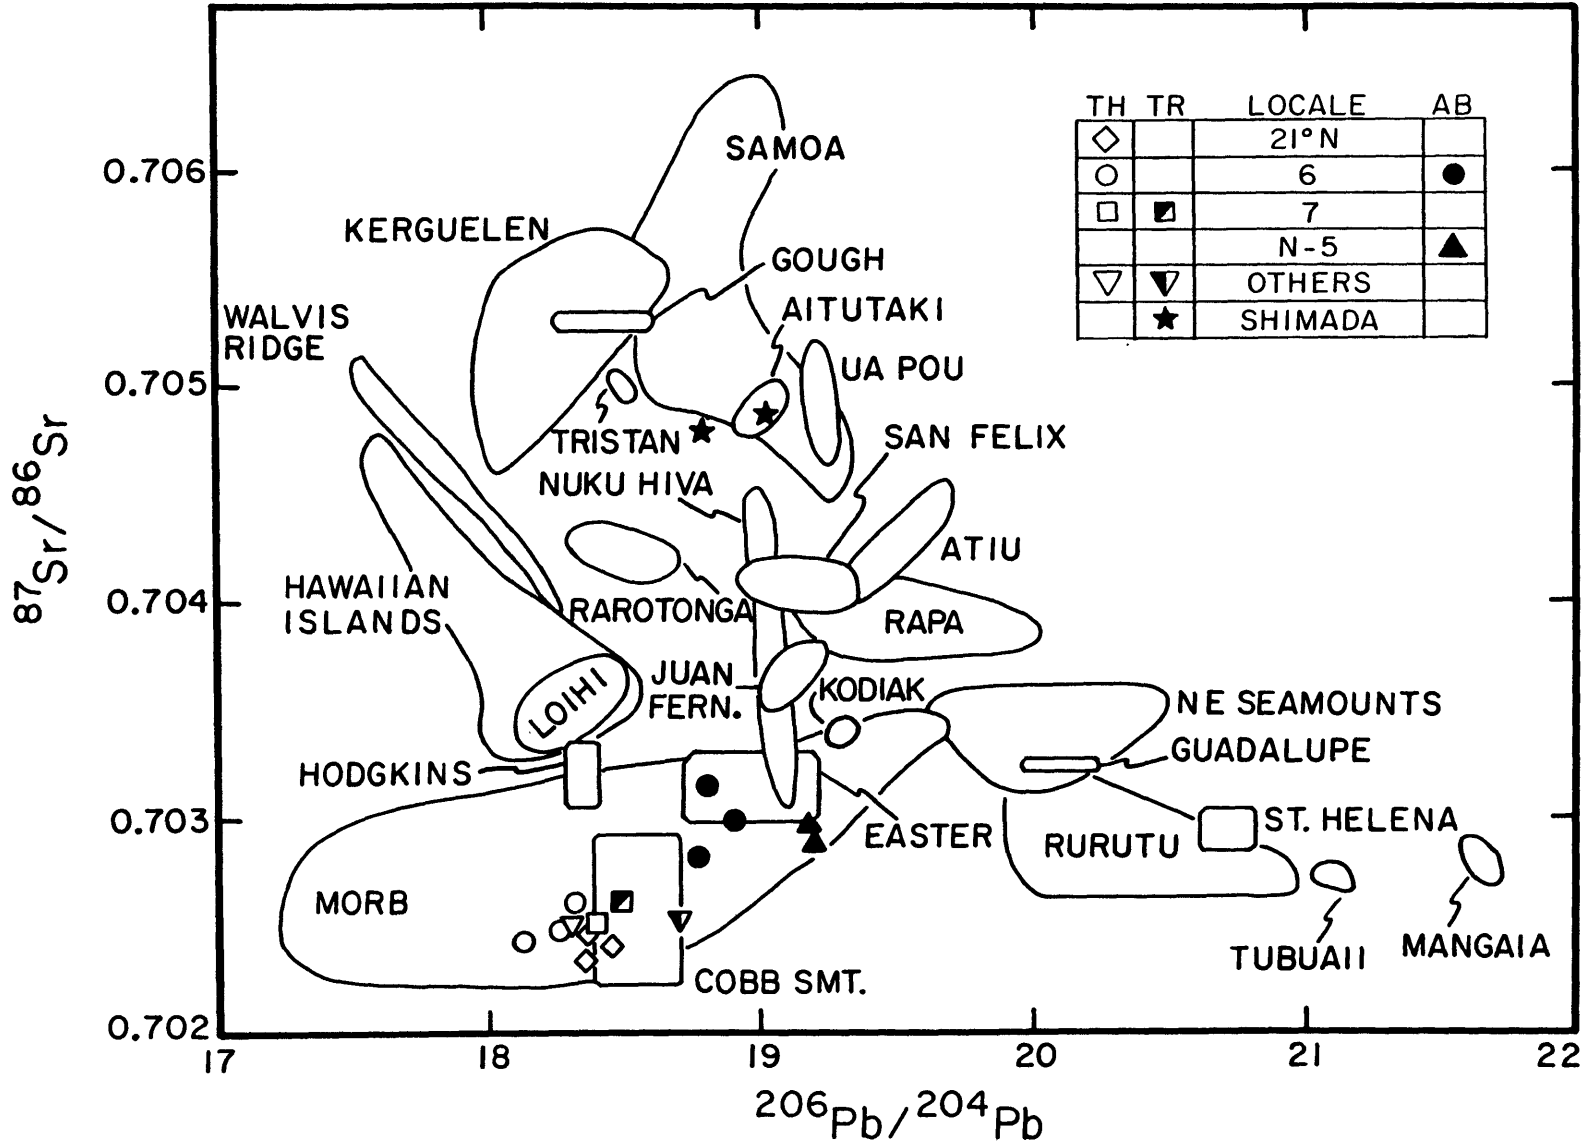 TH TR LOCALE AB
21°N
6
7
N-5
OTHERS
SHIMADA
SAMOA
KERGUELEN
GOUGH
AITUTAKI
WALVIS
RIDGE
UA POU
TRISTAN
SAN FELIX
NUKU HIVA
ATIU
HAWAIIAN
ISLANDS
RAROTONGA
RAPA
JUAN
FERN.
KODIAK
LOIHI
NE SEAMOUNTS
GUADALUPE
HODGKINS
EASTER
ST. HELENA
RURUTU
MORB
TUBUAII
MANGAIA
COBB SMT.
0.706
0.705
0.704
0.703
0.702
87Sr/86Sr
17 18 19 20 21 22
206Pb/204Pb